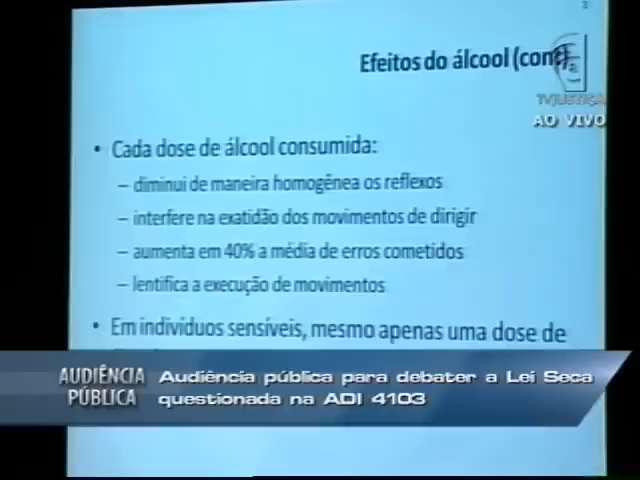 Efeitos do álcool (cont)
TVJUSTIÇA
AO VIVO
• Cada dose de álcool consumida:
– diminui de maneira homogênea os reflexos
– interfere na exatidão dos movimentos de dirigir
– aumenta em 40% a média de erros cometidos
– lentifica a execução de movimentos
• Em indivíduos sensíveis, mesmo apenas uma dose de
AUDIÊNCIA PÚBLICA
Audiência pública para debater a Lei Seca
questionada na ADI 4103